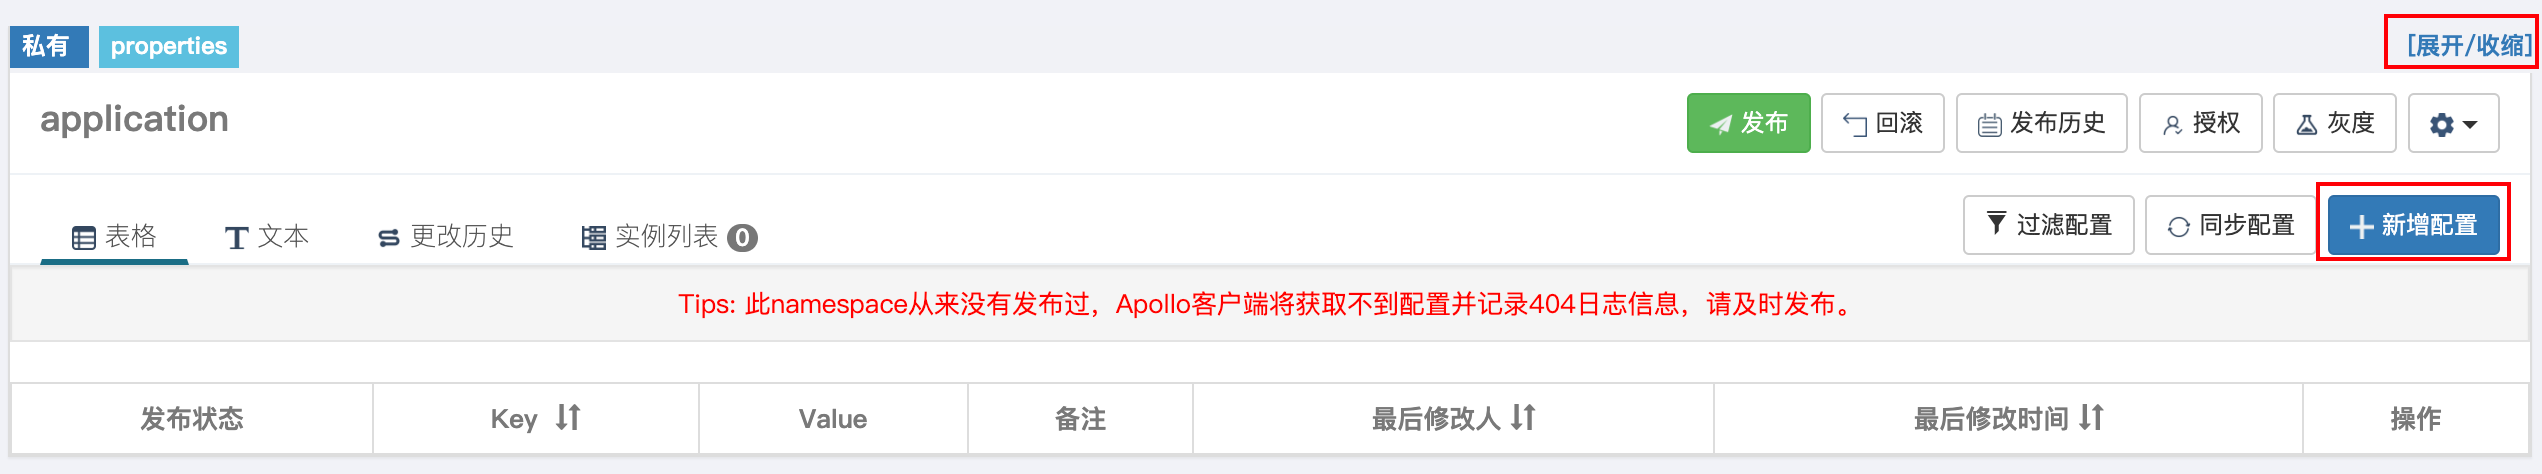 私有 properties [展开/收缩]
application 发布 回滚 发布历史 授权 灰度
表格 文本 更改历史 实例列表 0 过滤配置 同步配置 新增配置
Tips: 此namespace从来没有发布过，Apollo客户端将获取不到配置并记录404日志信息，请及时发布。
发布状态 Key Value 备注 最后修改人 最后修改时间 操作